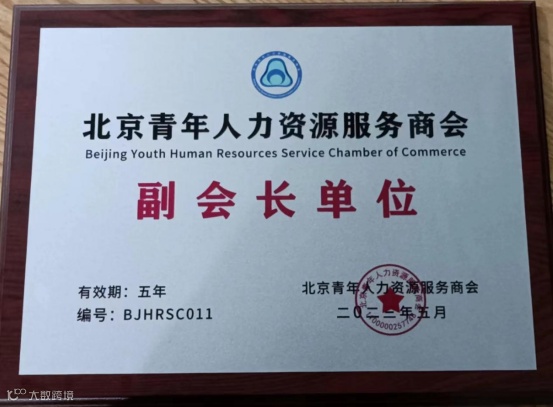 北京青年人力资源服务商会
Beijing Youth Human Resources Service Chamber of Commerce
副会长单位
有效期：五年
编号：BJHRSC011
北京青年人力资源服务商会
二〇二三年五月
大数跨境